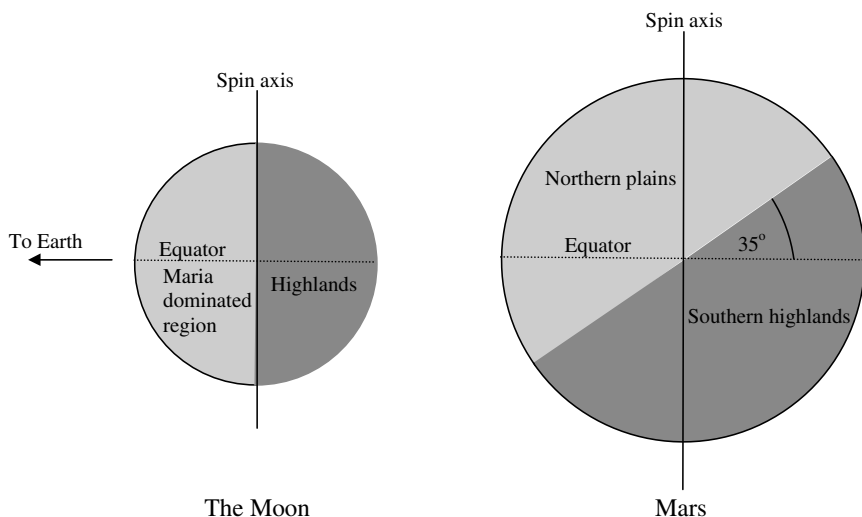 Spin axis
To Earth
Equator
Maria
dominated
region
Highlands
The Moon
Spin axis
Northern plains
Equator
35°
Southern highlands
Mars